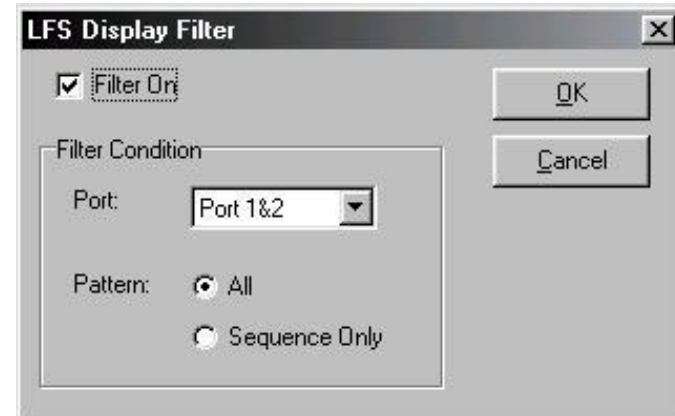 LFS Display Filter
Filter On
OK
Filter Condition
Cancel
Port:
Port 1&2
Pattern:
All
Sequence Only